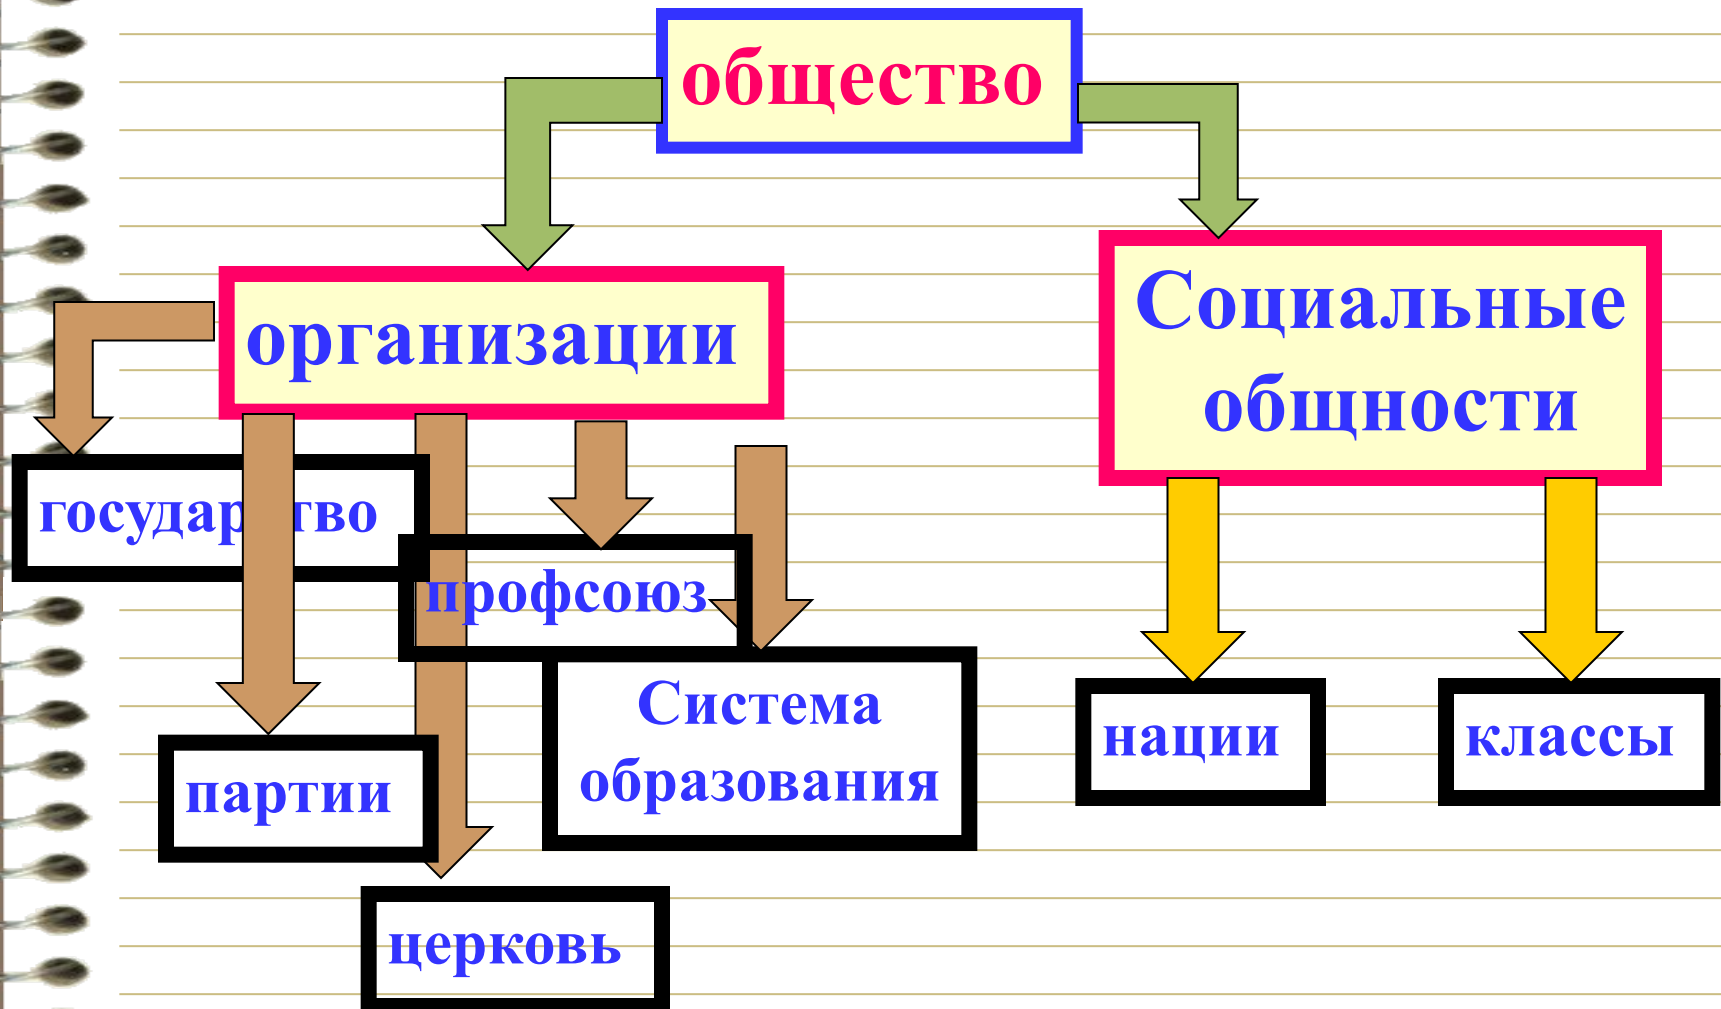 общество
организации
Социальные
общности
государство
профсоюз
Система
образования
партии
нации
классы
церковь